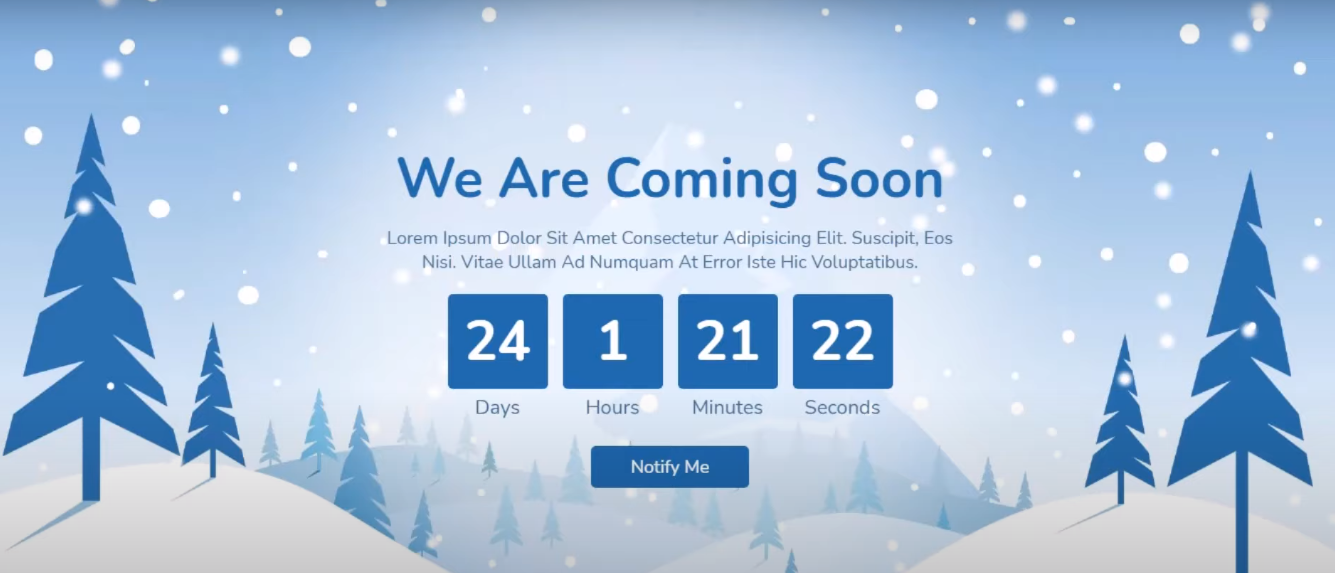 We Are Coming Soon
Lorem Ipsum Dolor Sit Amet Consectetur Adipisicing Elit. Suscipit, Eos
Nisi. Vitae Ullam Ad Numquam At Error Iste Hic Voluptatibus.
24 1 21 22
Days Hours Minutes Seconds
Notify Me